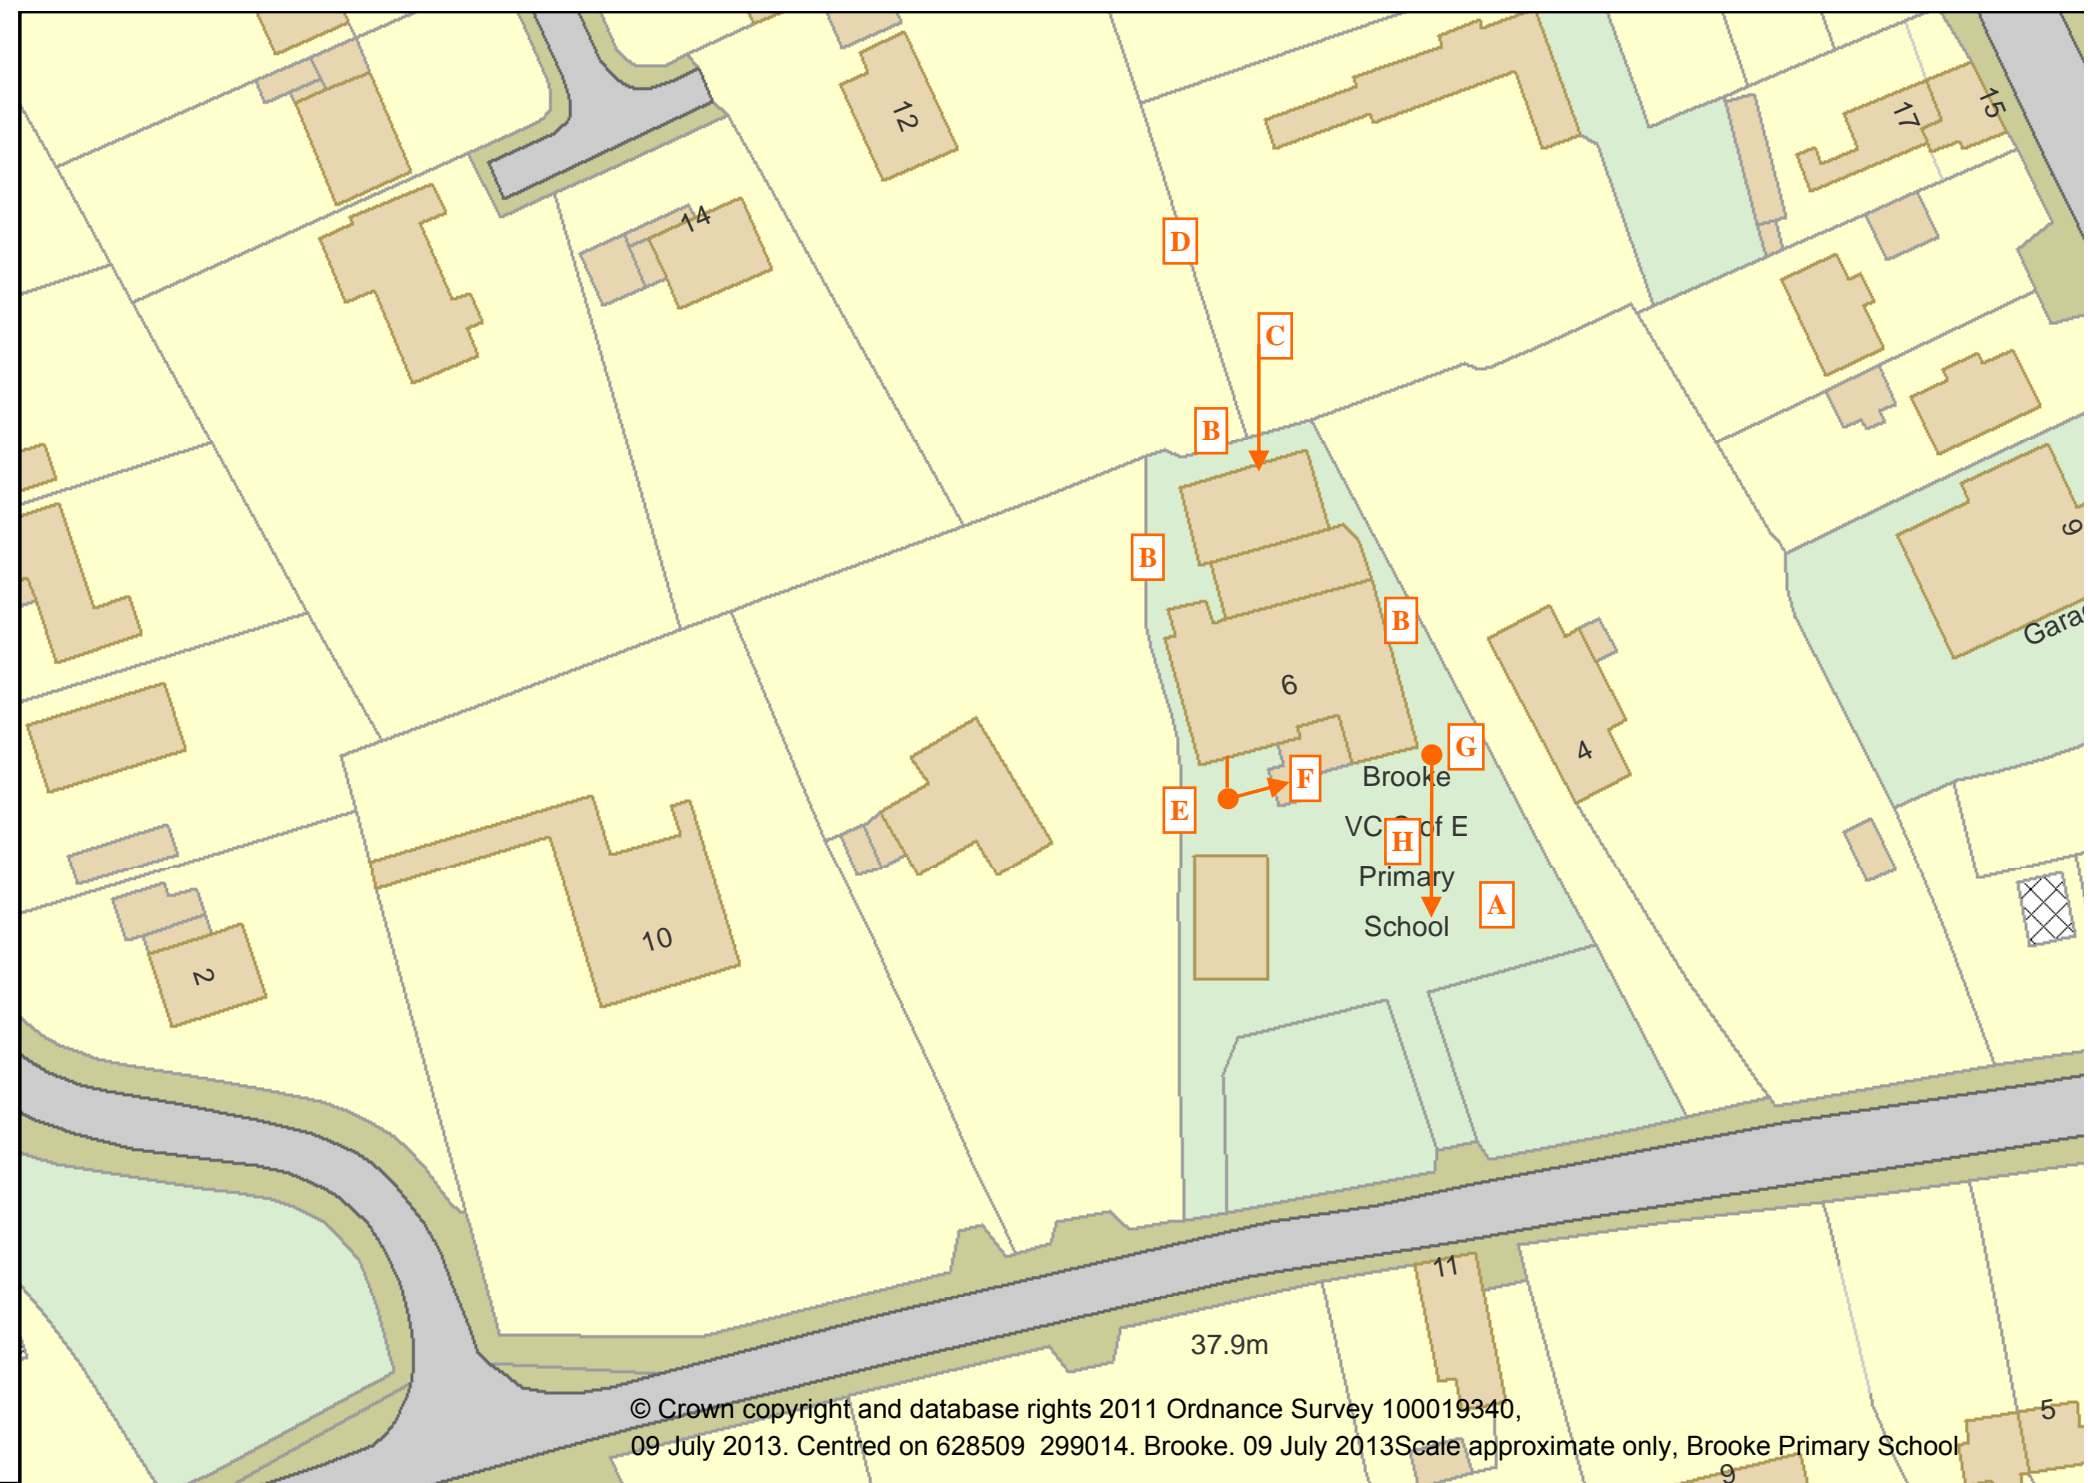 12
17
15
14
D
C
B
9
B
Garag
B
6
G
4
F
Brooke
E
VC C of E
H
Primary
A
School
10
2
11
37.9m
© Crown copyright and database rights 2011 Ordnance Survey 100019340,
5
09 July 2013. Centred on 628509 299014. Brooke. 09 July 2013Scale approximate only, Brooke Primary School
9